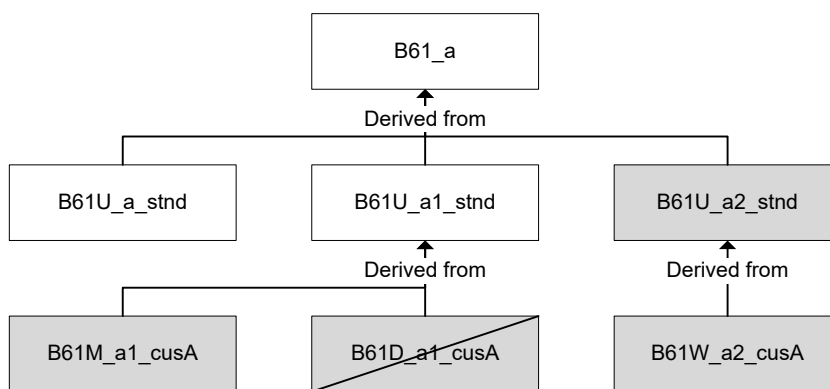 B61_a
Derived from
B61U_a_stnd
B61U_a1_stnd
B61U_a2_stnd
Derived from
Derived from
B61M_a1_cusA
B61D_a1_cusA
B61W_a2_cusA